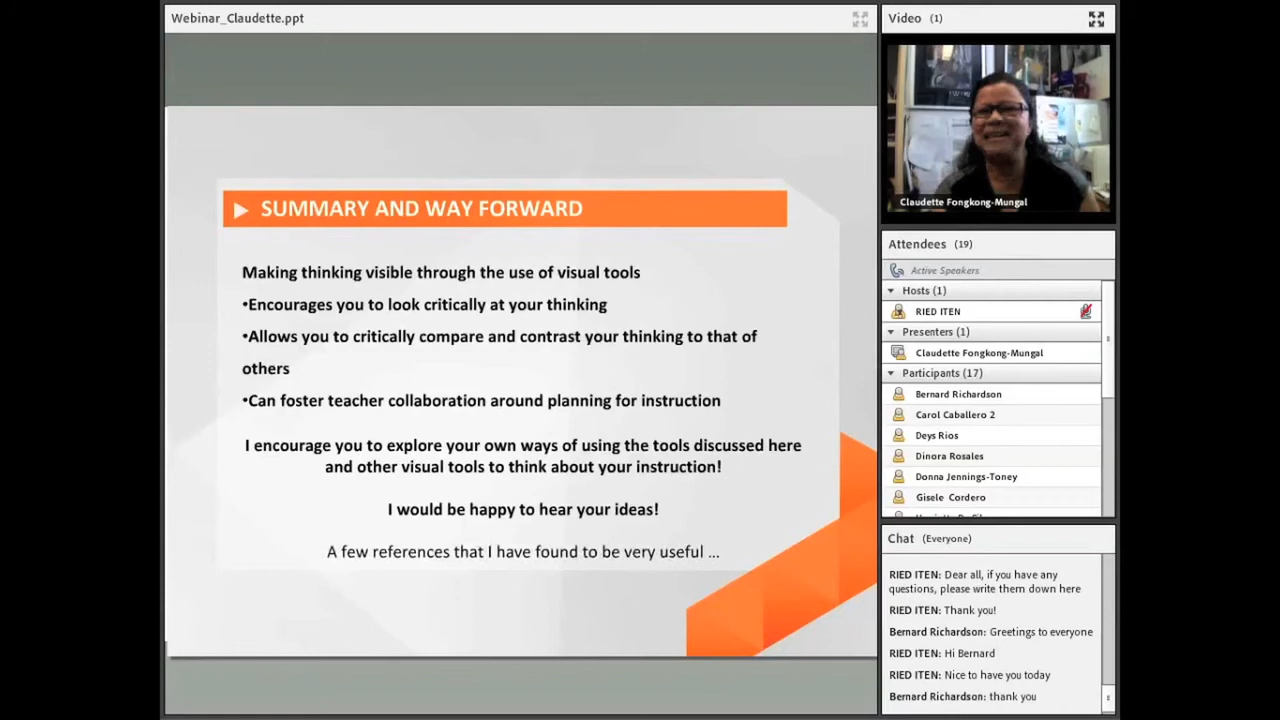 Webinar_Claudette.ppt
SUMMARY AND WAY FORWARD
Making thinking visible through the use of visual tools
•Encourages you to look critically at your thinking
•Allows you to critically compare and contrast your thinking to that of
others
•Can foster teacher collaboration around planning for instruction
I encourage you to explore your own ways of using the tools discussed here
and other visual tools to think about your instruction!
I would be happy to hear your ideas!
A few references that I have found to be very useful ...
Video (1)
Claudette Fongkong-Mungal
Attendees (19)
Active Speakers
Hosts (1)
RIED ITEN
Presenters (1)
Claudette Fongkong-Mungal
Participants (17)
Bernard Richardson
Carol Caballero 2
Deys Rios
Dinora Rosales
Donna Jennings-Toney
Gisele Cordero
Chat (Everyone)
RIED ITEN: Dear all, if you have any
questions, please write them down here
RIED ITEN: Thank you!
Bernard Richardson: Greetings to everyone
RIED ITEN: Hi Bernard
RIED ITEN: Nice to have you today
Bernard Richardson: thank you